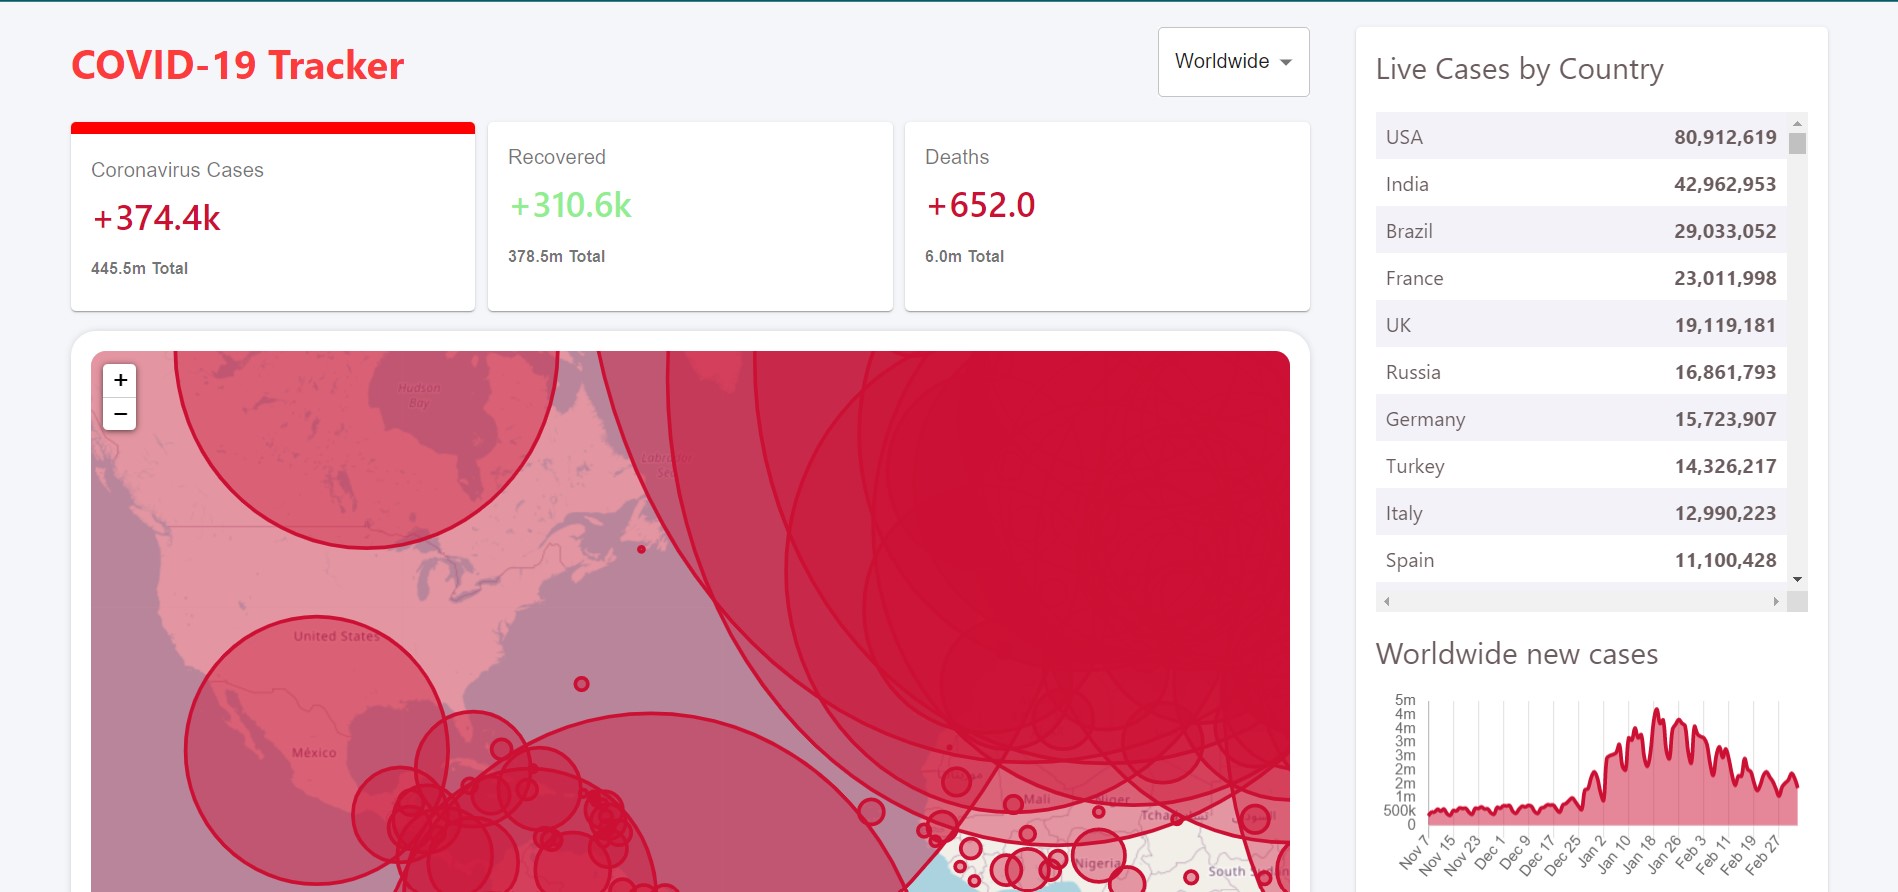 COVID-19 Tracker
Worldwide
Coronavirus Cases
+374.4k
445.5m Total
Recovered
+310.6k
378.5m Total
Deaths
+652.0
6.0m Total
+
−
Hudson
Bay
Labrador
Sea
United States
México
Mali
Niger
Nigeria
Live Cases by Country
USA 80,912,619
India 42,962,953
Brazil 29,033,052
France 23,011,998
UK 19,119,181
Russia 16,861,793
Germany 15,723,907
Turkey 14,326,217
Italy 12,990,223
Spain 11,100,428
Worldwide new cases
5m
4m
4m
3m
3m
2m
2m
1m
500k
0
Nov 7
Nov 15
Nov 23
Dec 1
Dec 9
Dec 17
Dec 25
Jan 2
Jan 10
Jan 18
Jan 26
Feb 3
Feb 11
Feb 19
Feb 27